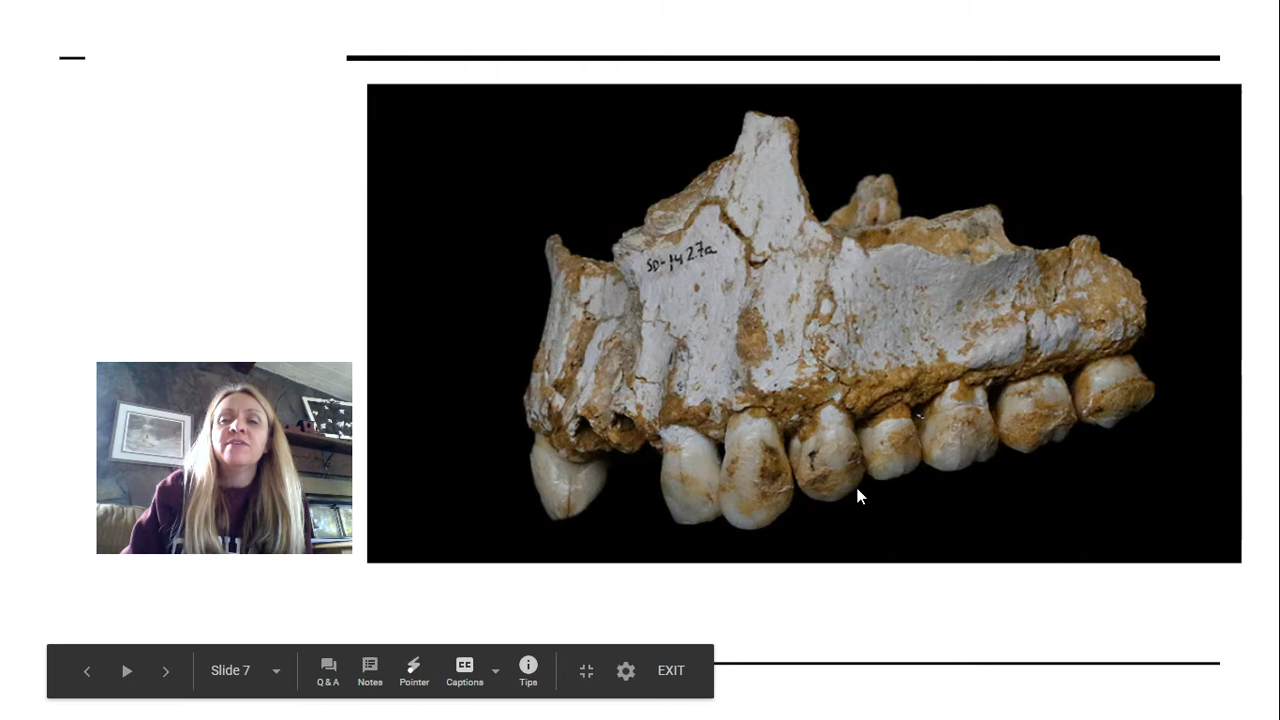 SD-1427a
Slide 7
Q & A
Notes
Pointer
Captions
Tips
EXIT